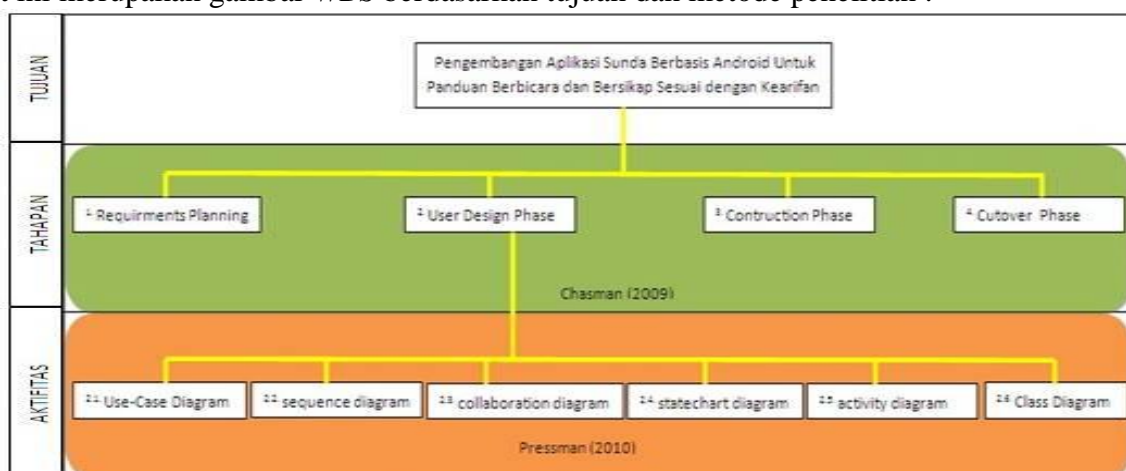 ini merupakan gambar WBS berdasarkan tujuan dan metode penelitian :
TUJUAN
Pengembangan Aplikasi Sunda Berbasis Android Untuk
Panduan Berbicara dan Bersikap Sesuai dengan Kearifan
TAHAPAN
1 Requirments Planning
2 User Design Phase
3 Contruction Phase
4 Cutover Phase
Chasman (2009)
AKTIFITAS
2.1 Use-Case Diagram
2.2 sequence diagram
2.3 collaboration diagram
2.4 statechart diagram
2.5 activity diagram
2.6 Class Diagram
Pressman (2010)